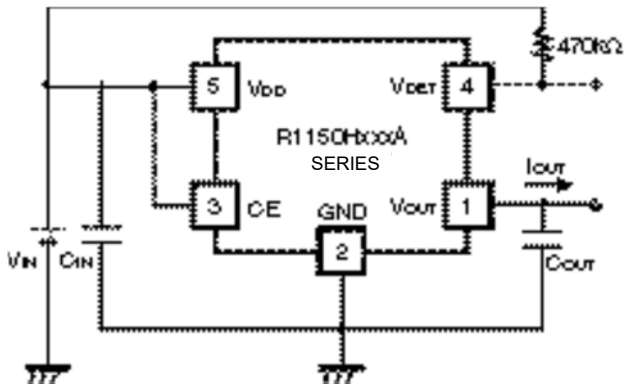 470kΩ
5 VDD
VDET 4
R1150HxxxA
SERIES
IOUT
3 CE
GND
VOUT 1
2
VIN
CIN
COUT